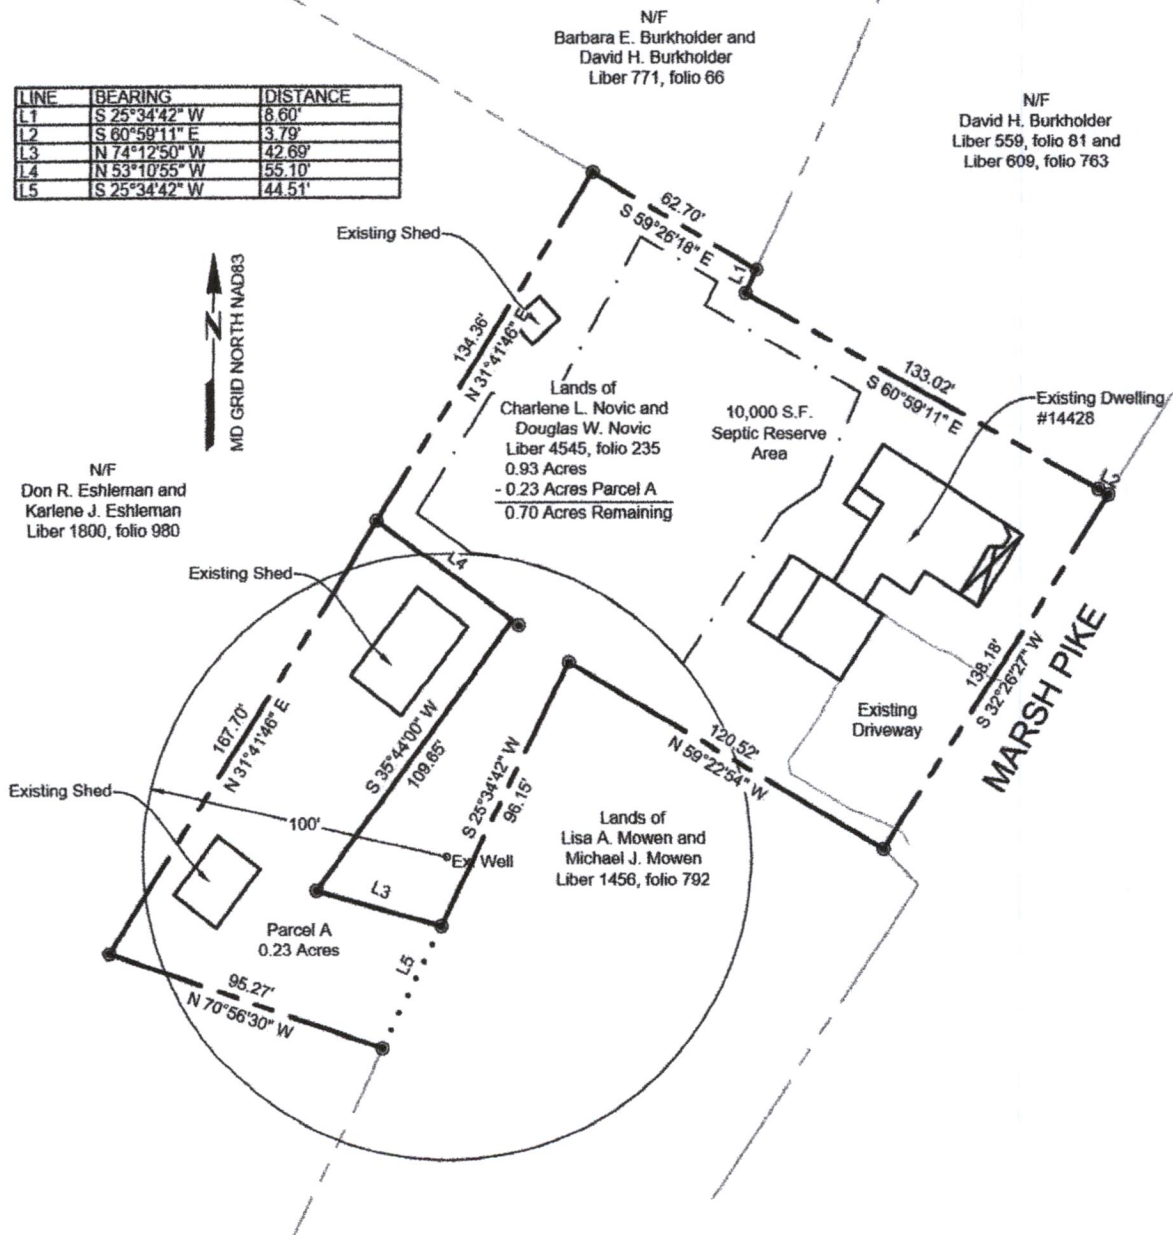 N/F
Barbara E. Burkholder and
David H. Burkholder
Liber 771, folio 66
N/F
David H. Burkholder
Liber 559, folio 81 and
Liber 609, folio 763
LINE BEARING DISTANCE
L1 S 25°34'42" W 8.60'
L2 S 60°59'11" E 3.79'
L3 N 74°12'50" W 42.69'
L4 N 53°10'55" W 55.10'
L5 S 25°34'42" W 44.51'
62.70'
S 59°26'18" E
L1
Existing Shed
N
MD GRID NORTH NAD83
134.36'
N 31°41'46" E
133.02'
S 60°59'11" E
Existing Dwelling
#14428
Lands of
Charlene L. Novic and
Douglas W. Novic
Liber 4545, folio 235
0.93 Acres
- 0.23 Acres Parcel A
0.70 Acres Remaining
10,000 S.F.
Septic Reserve
Area
L2
N/F
Don R. Eshleman and
Karlene J. Eshleman
Liber 1800, folio 980
L4
Existing Shed
138.18'
S 32°26'27" W
MARSH PIKE
Existing
Driveway
167.70'
N 31°41'46" E
S 35°44'00" W
109.65'
S 25°34'42" W
96.15'
120.52'
N 59°22'54" W
Existing Shed
100'
Ex. Well
Lands of
Lisa A. Mowen and
Michael J. Mowen
Liber 1456, folio 792
L3
Parcel A
0.23 Acres
L5
95.27'
N 70°56'30" W